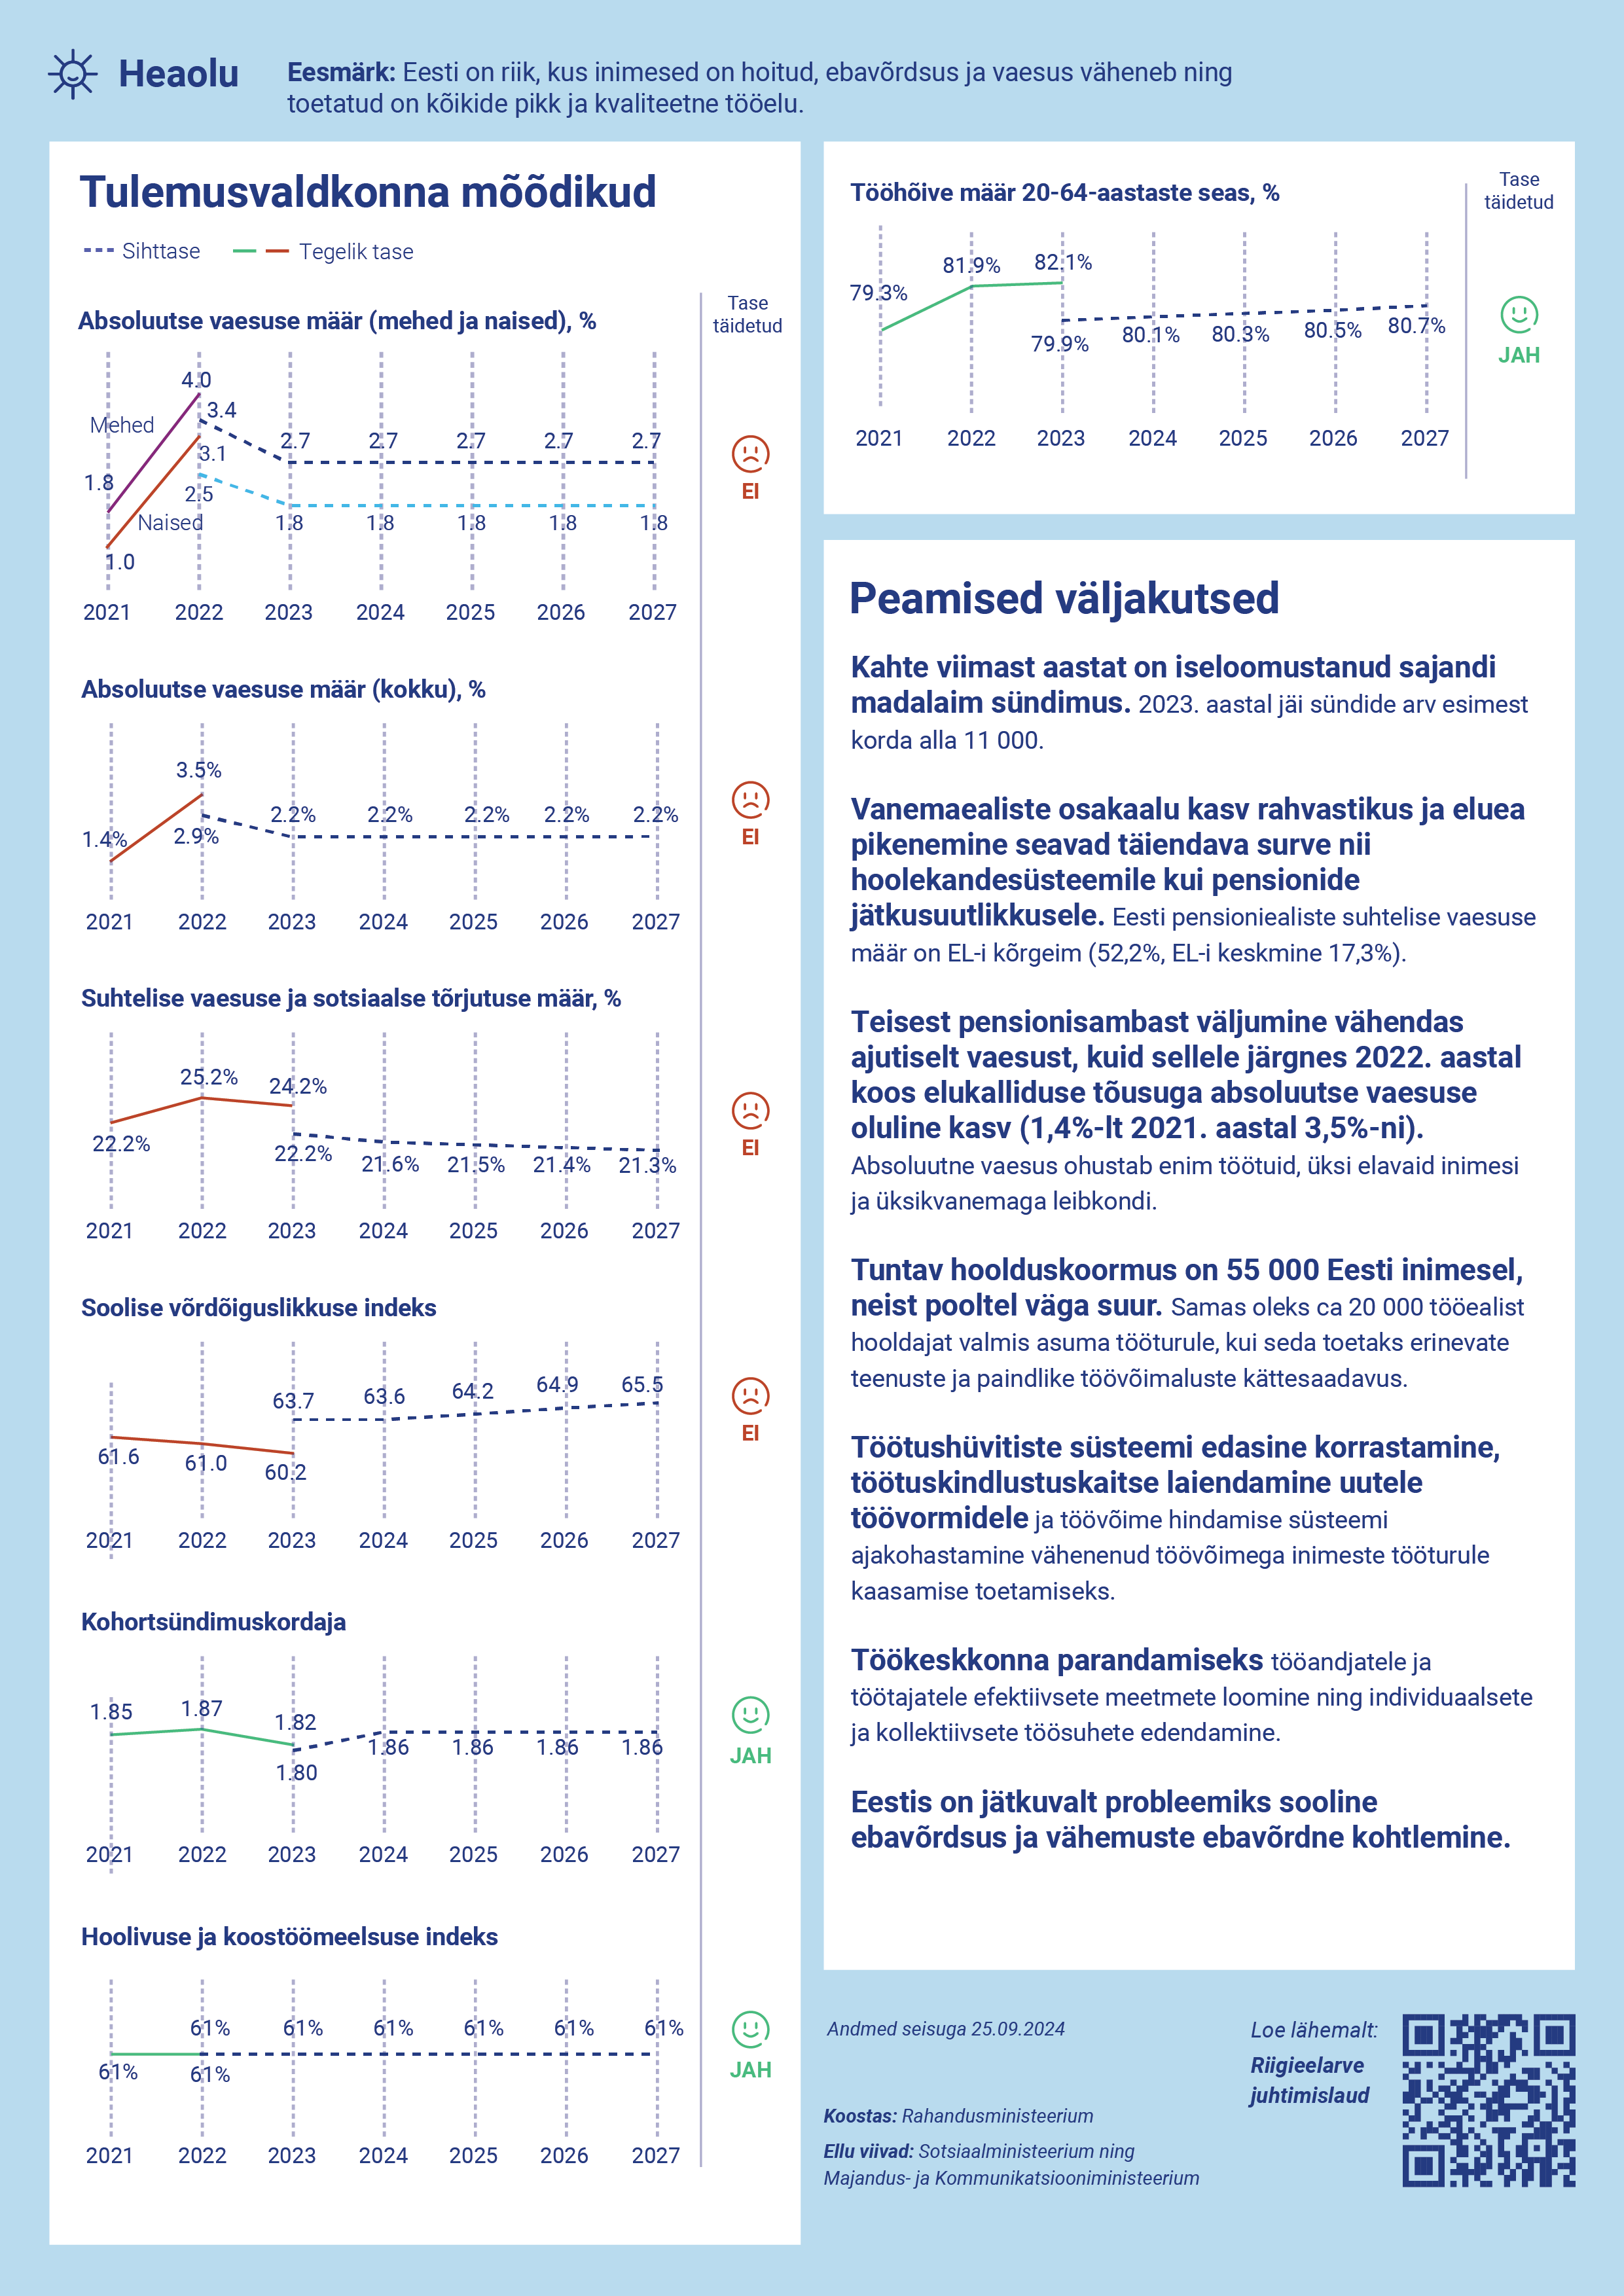 Heaolu
Eesmärk: Eesti on riik, kus inimesed on hoitud, ebavõrdsus ja vaesus väheneb ning
toetatud on kõikide pikk ja kvaliteetne tööelu.
Tulemusvaldkonna mõõdikud
Sihttase Tegelik tase
Absoluutse vaesuse määr (mehed ja naised), %
Tase
täidetud
4.0
3.4
Mehed
2.7 2.7 2.7 2.7 2.7
3.1
1.8
2.5
Naised
1.8 1.8 1.8 1.8 1.8
1.0
EI
2021 2022 2023 2024 2025 2026 2027
Absoluutse vaesuse määr (kokku), %
3.5%
2.2% 2.2% 2.2% 2.2% 2.2%
1.4% 2.9%
EI
2021 2022 2023 2024 2025 2026 2027
Suhtelise vaesuse ja sotsiaalse tõrjutuse määr, %
25.2% 24.2%
22.2% 22.2% 21.6% 21.5% 21.4% 21.3%
EI
2021 2022 2023 2024 2025 2026 2027
Soolise võrdõiguslikkuse indeks
63.7 63.6 64.2 64.9 65.5
61.6 61.0 60.2
EI
2021 2022 2023 2024 2025 2026 2027
Kohortsündimuskordaja
1.85 1.87 1.82
1.86 1.86 1.86 1.86
1.80
JAH
2021 2022 2023 2024 2025 2026 2027
Hoolivuse ja koostöömeelsuse indeks
61% 61% 61% 61% 61% 61%
61% 61%
JAH
2021 2022 2023 2024 2025 2026 2027
Tööhõive määr 20-64-aastaste seas, %
Tase
täidetud
81.9% 82.1%
79.3%
79.9% 80.1% 80.3% 80.5% 80.7%
JAH
2021 2022 2023 2024 2025 2026 2027
Peamised väljakutsed
Kahte viimast aastat on iseloomustanud sajandi
madalaim sündimus. 2023. aastal jäi sündide arv esimest
korda alla 11 000.
Vanemaealiste osakaalu kasv rahvastikus ja eluea
pikenemine seavad täiendava surve nii
hoolekandesüsteemile kui pensionide
jätkusuutlikkusele. Eesti pensioniealiste suhtelise vaesuse
määr on EL-i kõrgeim (52,2%, EL-i keskmine 17,3%).
Teisest pensionisambast väljumine vähendas
ajutiselt vaesust, kuid sellele järgnes 2022. aastal
koos elukalliduse tõusuga absoluutse vaesuse
oluline kasv (1,4%-lt 2021. aastal 3,5%-ni).
Absoluutne vaesus ohustab enim töötuid, üksi elavaid inimesi
ja üksikvanemaga leibkondi.
Tuntav hoolduskoormus on 55 000 Eesti inimesel,
neist pooltel väga suur. Samas oleks ca 20 000 tööealist
hooldajat valmis asuma tööturule, kui seda toetaks erinevate
teenuste ja paindlike töövõimaluste kättesaadavus.
Töötushüvitiste süsteemi edasine korrastamine,
töötuskindlustuskaitse laiendamine uutele
töövormidele ja töövõime hindamise süsteemi
ajakohastamine vähenenud töövõimega inimeste tööturule
kaasamise toetamiseks.
Töökeskkonna parandamiseks tööandjatele ja
töötajatele efektiivsete meetmete loomine ning individuaalsete
ja kollektiivsete töösuhete edendamine.
Eestis on jätkuvalt probleemiks sooline
ebavõrdsus ja vähemuste ebavõrdne kohtlemine.
Andmed seisuga 25.09.2024
Loe lähemalt:
Riigieelarve
juhtimislaud
Koostas: Rahandusministeerium
Ellu viivad: Sotsiaalministeerium ning
Majandus- ja Kommunikatsiooniministeerium